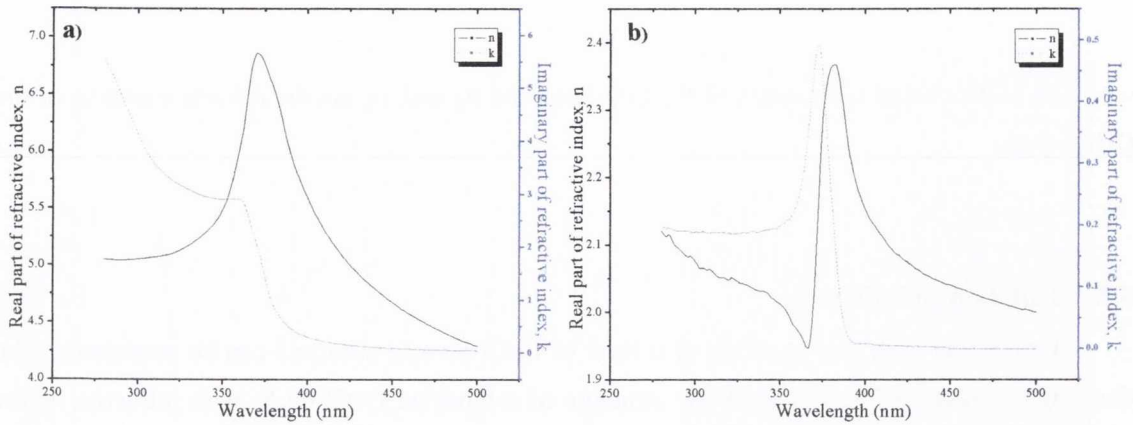 a)
n
k
Real part of refractive index, n
7.0
6.5
6.0
5.5
5.0
4.5
4.0
Imaginary part of refractive index, k
6
5
4
3
2
1
0
250 300 350 400 450 500
Wavelength (nm)
b)
n
k
Real part of refractive index, n
2.4
2.3
2.2
2.1
2.0
1.9
Imaginary part of refractive index, k
0.5
0.4
0.3
0.2
0.1
0.0
250 300 350 400 450 500
Wavelength (nm)